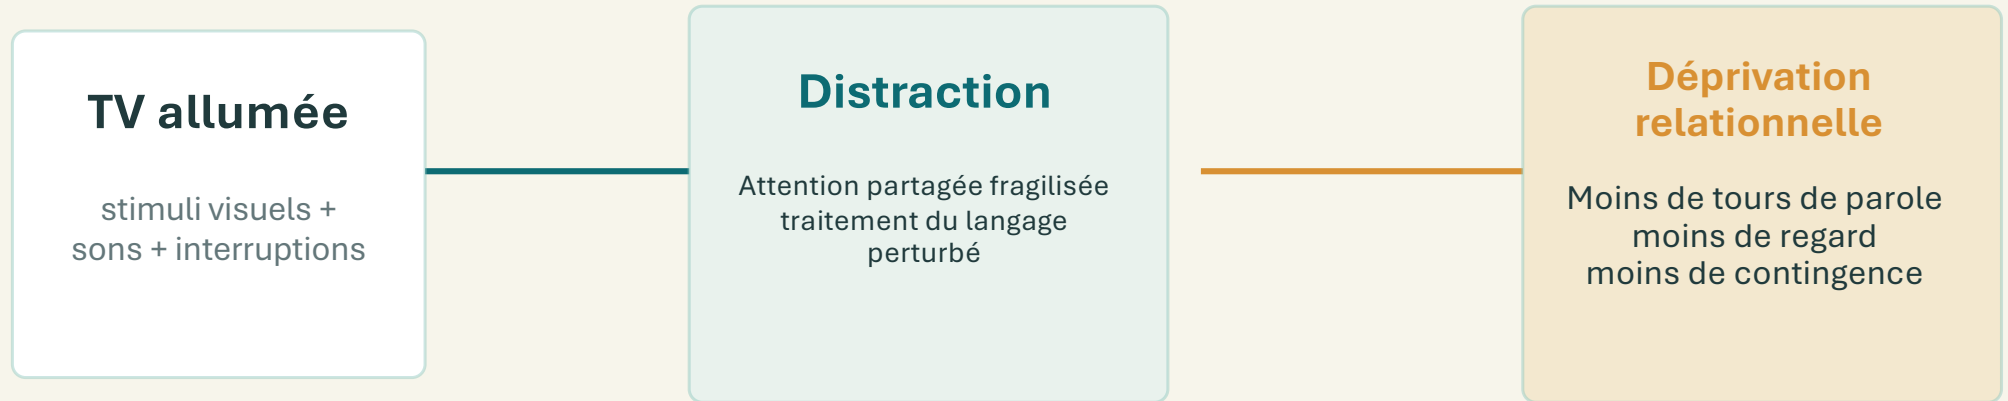 TV allumée
stimuli visuels +
sons + interruptions
Distraction
Attention partagée fragilisée
traitement du langage
perturbé
Déprivation
relationnelle
Moins de tours de parole
moins de regard
moins de contingence